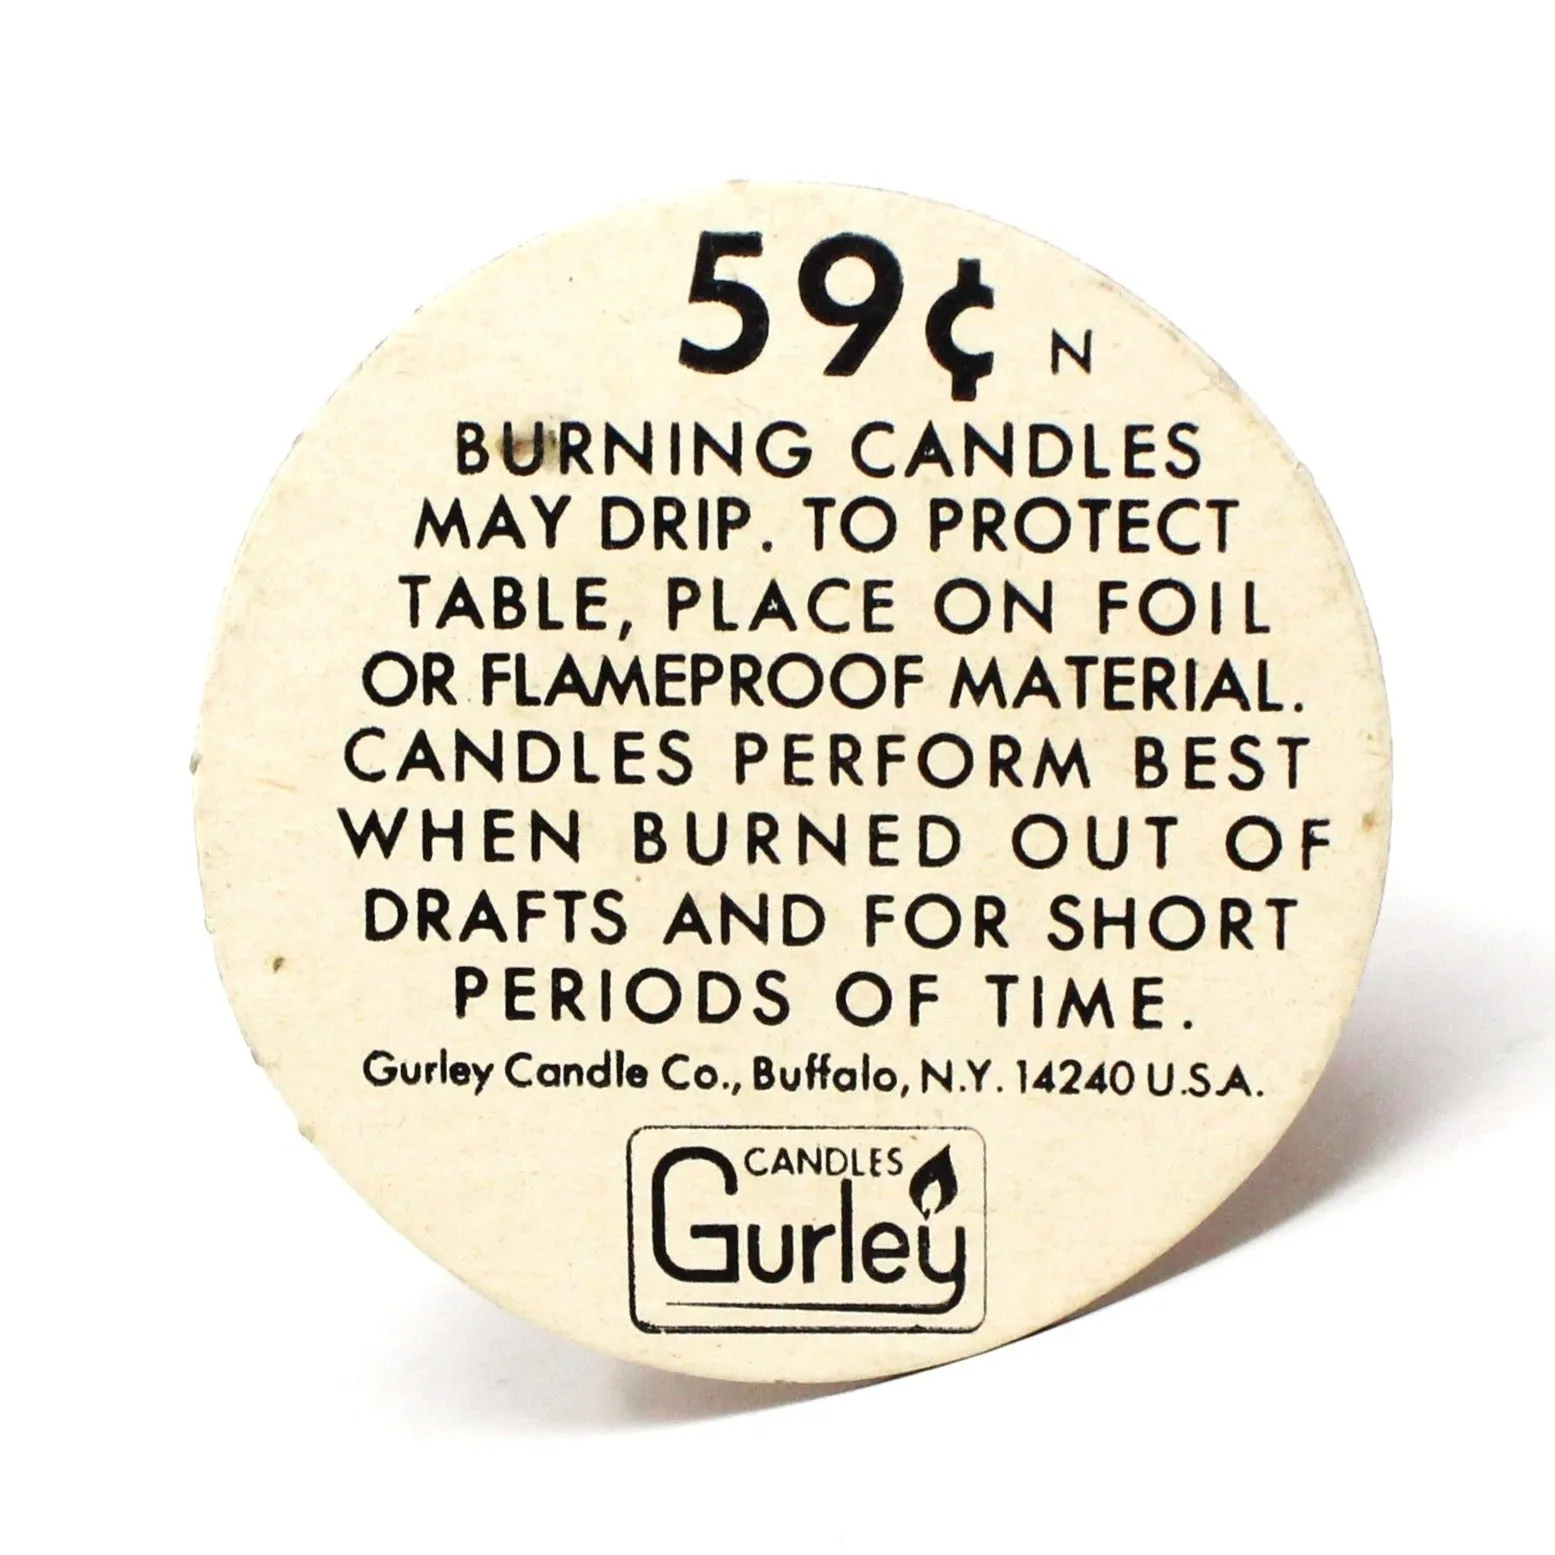 59¢ N
BURNING CANDLES
MAY DRIP. TO PROTECT
TABLE, PLACE ON FOIL
OR FLAMEPROOF MATERIAL.
CANDLES PERFORM BEST
WHEN BURNED OUT OF
DRAFTS AND FOR SHORT
PERIODS OF TIME.
Gurley Candle Co., Buffalo, N.Y. 14240 U.S.A.
CANDLES
Gurley